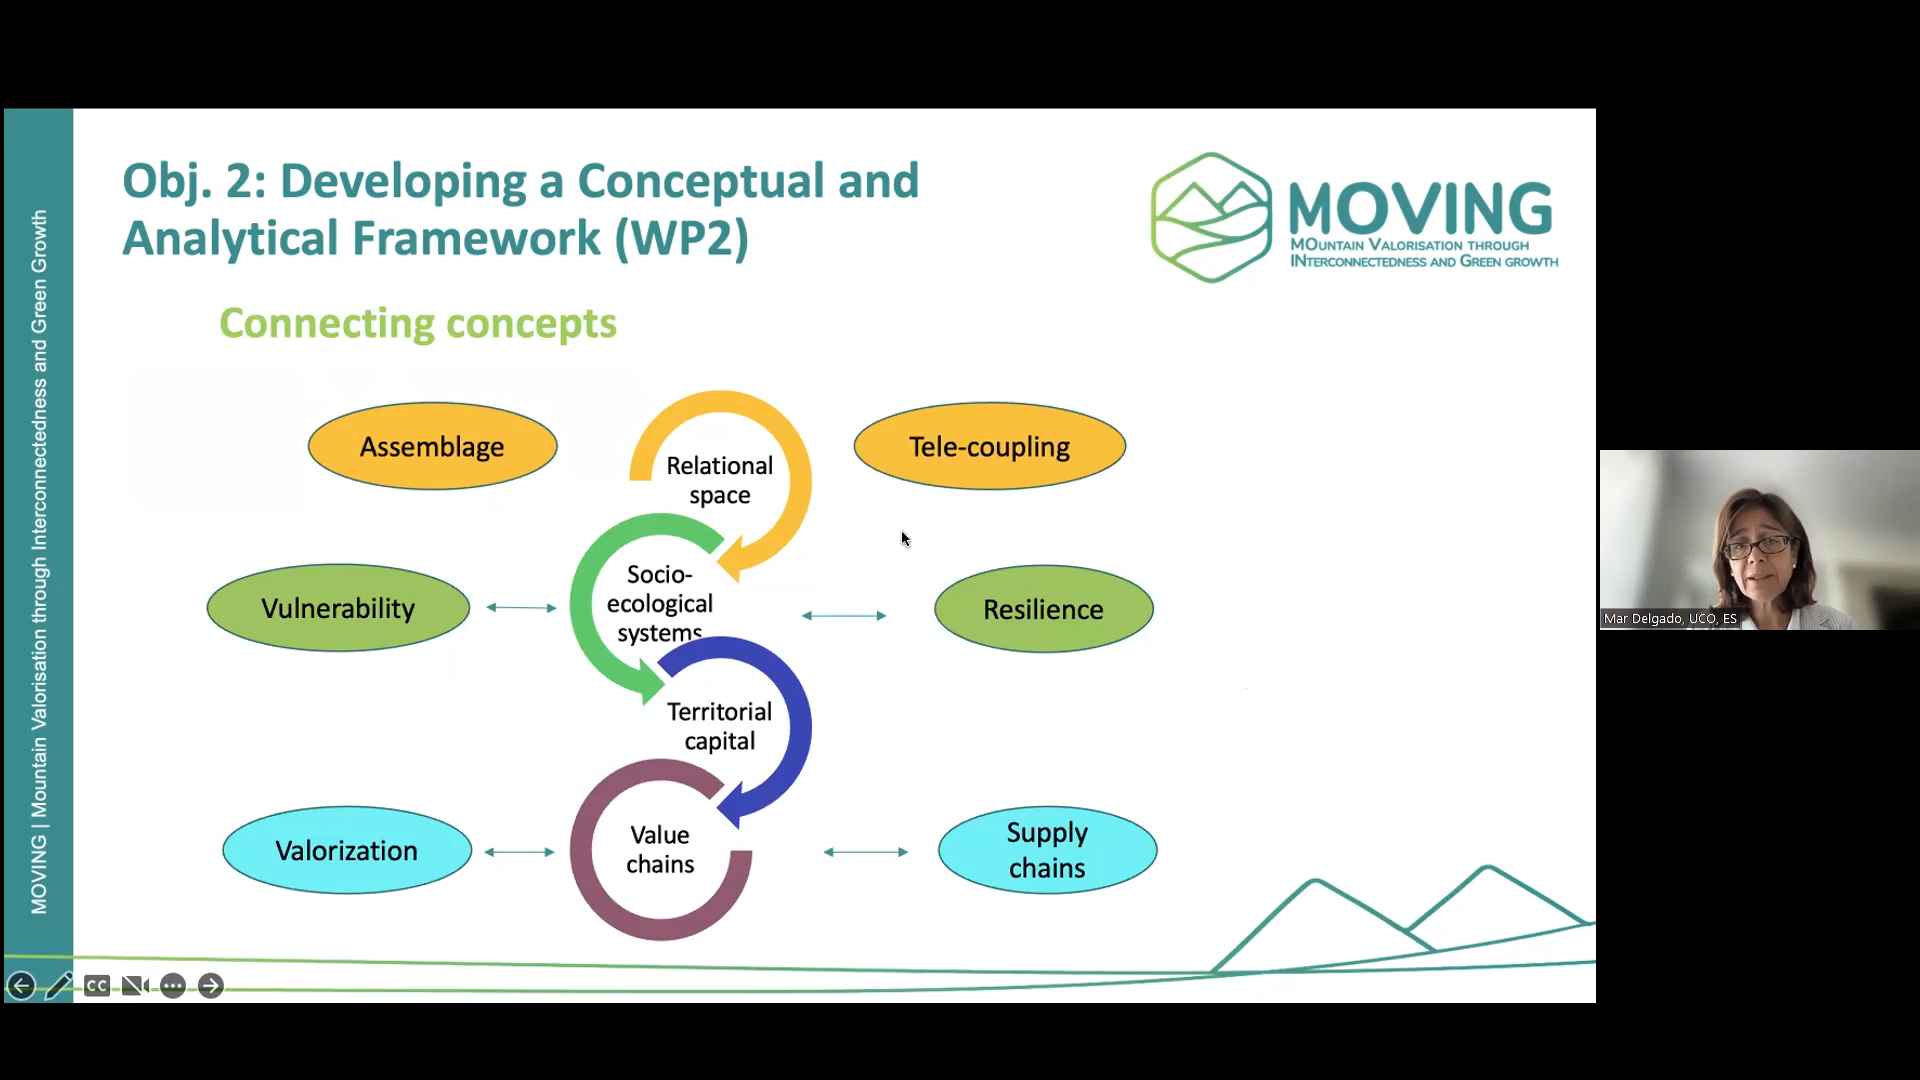 MOVING | Mountain Valorisation through Interconnectedness and Green Growth
Obj. 2: Developing a Conceptual and
Analytical Framework (WP2)
MOVING
MOUNTAIN VALORISATION THROUGH
INTERCONNECTEDNESS AND GREEN GROWTH
Connecting concepts
Assemblage
Relational
space
Tele-coupling
Vulnerability
Socio-
ecological
systems
Resilience
Territorial
capital
Valorization
Value
chains
Supply
chains
CC
Mar Delgado, UCO, ES